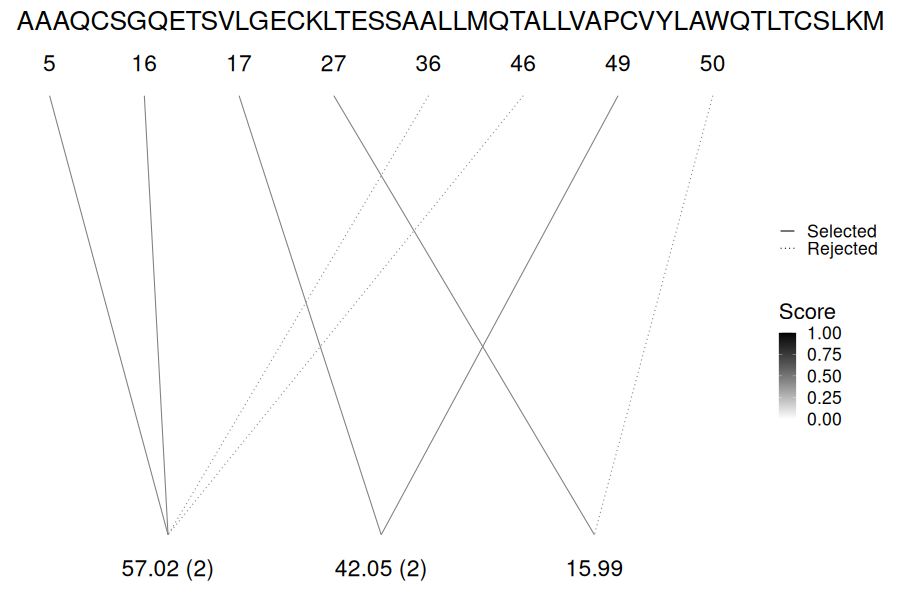 AAAQCSGQETSVLGECKLTESSAALLMQTALLVAPCVYLAWQTLTCSLKM
5 16 17 27 36 46 49 50
Selected
Rejected
Score
1.00
0.75
0.50
0.25
0.00
57.02 (2) 42.05 (2) 15.99